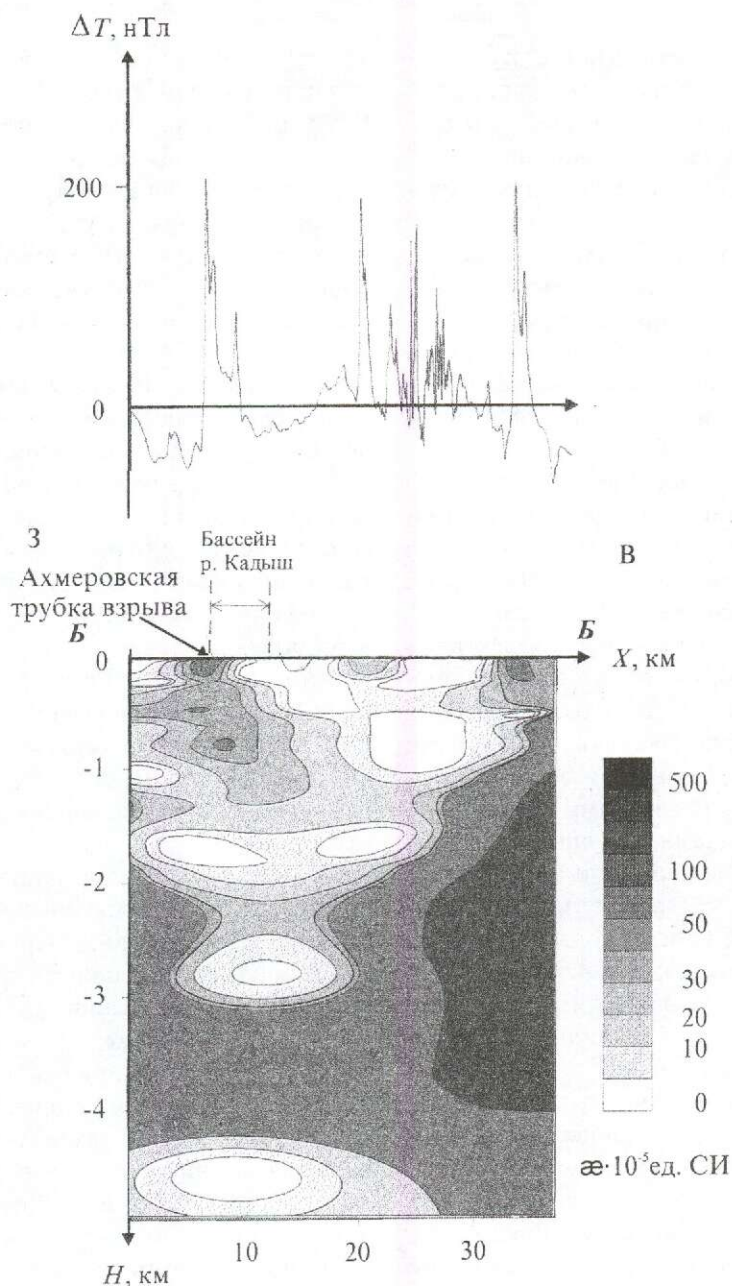 ΔT, нТл
200
0
З
Бассейн
р. Кадыш
В
Ахмеровская
трубка взрыва
Б
Б
0
X, км
-1
-2
-3
-4
500
100
50
30
20
10
0
æ·10⁻⁵ед. СИ
10
20
30
H, км